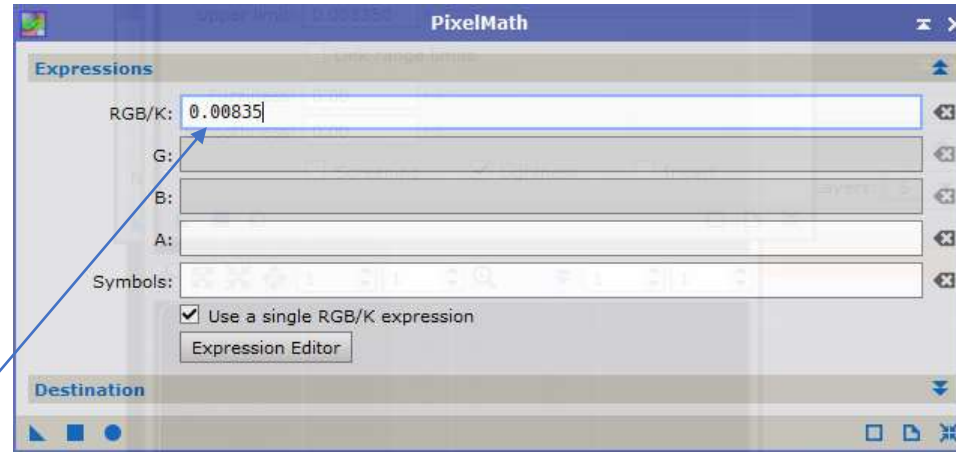 PixelMath
Expressions
RGB/K: 0.00835
G:
B:
A:
Symbols:
Use a single RGB/K expression
Expression Editor
Destination